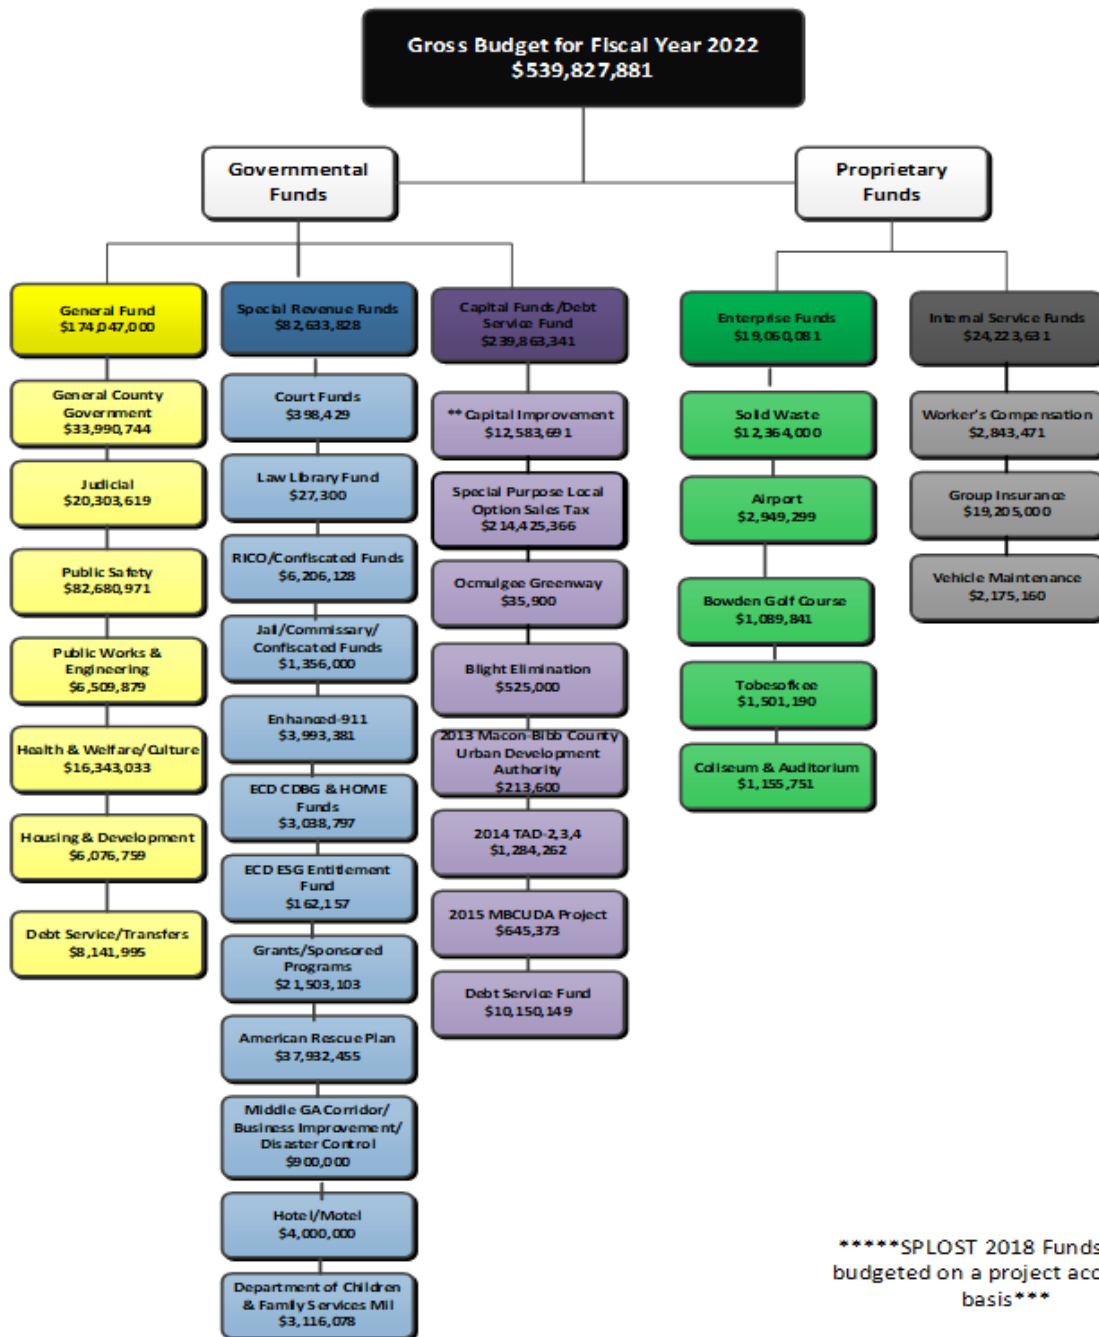 Gross Budget for Fiscal Year 2022
$539,827,881
Governmental
Funds
Proprietary
Funds
General Fund
$174,047,000
General County
Government
$33,990,744
Judicial
$20,303,619
Public Safety
$82,680,971
Public Works &
Engineering
$6,509,879
Health & Welfare/Culture
$16,343,033
Housing & Development
$6,076,759
Debt Service/Transfers
$8,141,995
Special Revenue Funds
$82,633,828
Court Funds
$398,429
Law Library Fund
$27,300
RICO/Confiscated Funds
$6,206,128
Jail/Commissary/
Confiscated Funds
$1,356,000
Enhanced-911
$3,993,381
ECD CDBG & HOME
Funds
$3,038,797
ECD ESG Entitlement
Fund
$162,157
Grants/Sponsored
Programs
$21,503,103
American Rescue Plan
$37,932,455
Middle GA Corridor/
Business Improvement/
Disaster Control
$900,000
Hotel/Motel
$4,000,000
Department of Children
& Family Services Mil
$3,116,078
Capital Funds/Debt
Service Fund
$239,863,341
**Capital Improvement
$12,583,691
Special Purpose Local
Option Sales Tax
$214,425,366
Ocmulgee Greenway
$35,900
Blight Elimination
$525,000
2013 Macon-Bibb County
Urban Development
Authority
$213,600
2014 TAD-2,3,4
$1,284,262
2015 MBCUDA Project
$645,373
Debt Service Fund
$10,150,149
Enterprise Funds
$19,060,081
Solid Waste
$12,364,000
Airport
$2,949,299
Bowden Golf Course
$1,089,841
Tobesofkee
$1,501,190
Coliseum & Auditorium
$1,155,751
Internal Service Funds
$24,223,631
Worker's Compensation
$2,843,471
Group Insurance
$19,205,000
Vehicle Maintenance
$2,175,160
*****SPLOST 2018 Funds
budgeted on a project acc
basis***